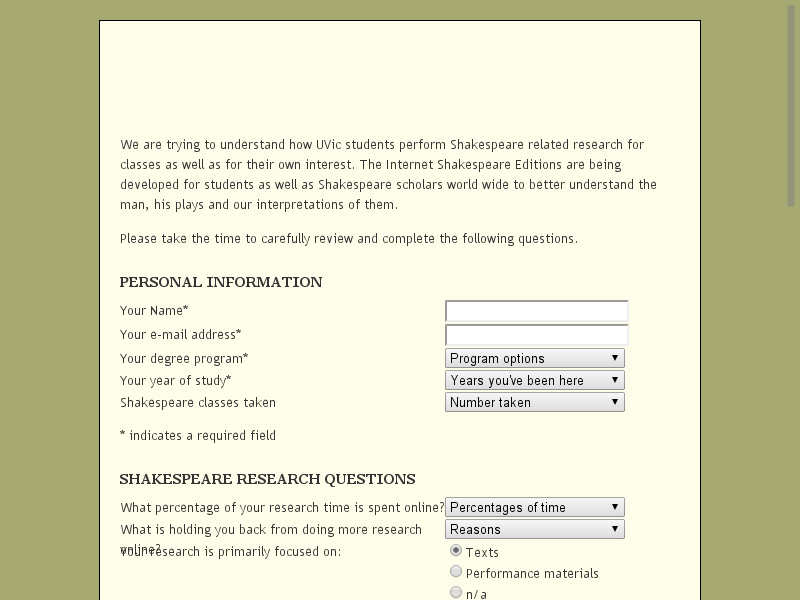 We are trying to understand how UVic students perform Shakespeare related research for
classes as well as for their own interest. The Internet Shakespeare Editions are being
developed for students as well as Shakespeare scholars world wide to better understand the
man, his plays and our interpretations of them.
Please take the time to carefully review and complete the following questions.
PERSONAL INFORMATION
Your Name*
Your e-mail address*
Your degree program* Program options
Your year of study* Years you've been here
Shakespeare classes taken Number taken
* indicates a required field
SHAKESPEARE RESEARCH QUESTIONS
What percentage of your research time is spent online? Percentages of time
What is holding you back from doing more research Reasons
online?
Your research is primarily focused on: Texts
Performance materials
n/a